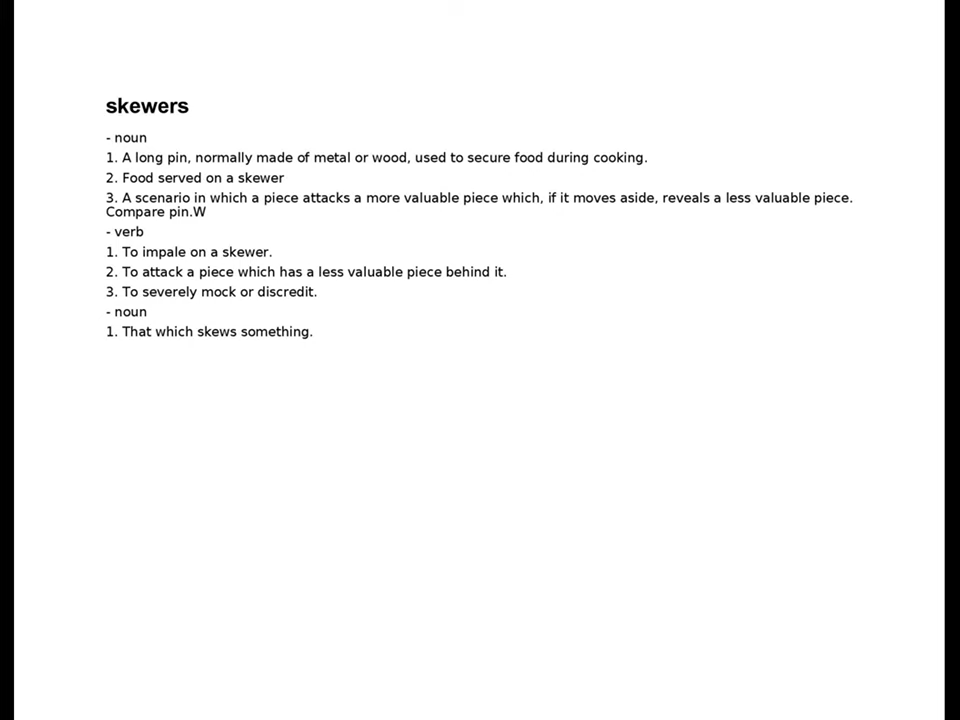 skewers
- noun
1. A long pin, normally made of metal or wood, used to secure food during cooking.
2. Food served on a skewer
3. A scenario in which a piece attacks a more valuable piece which, if it moves aside, reveals a less valuable piece.
Compare pin.W
- verb
1. To impale on a skewer.
2. To attack a piece which has a less valuable piece behind it.
3. To severely mock or discredit.
- noun
1. That which skews something.